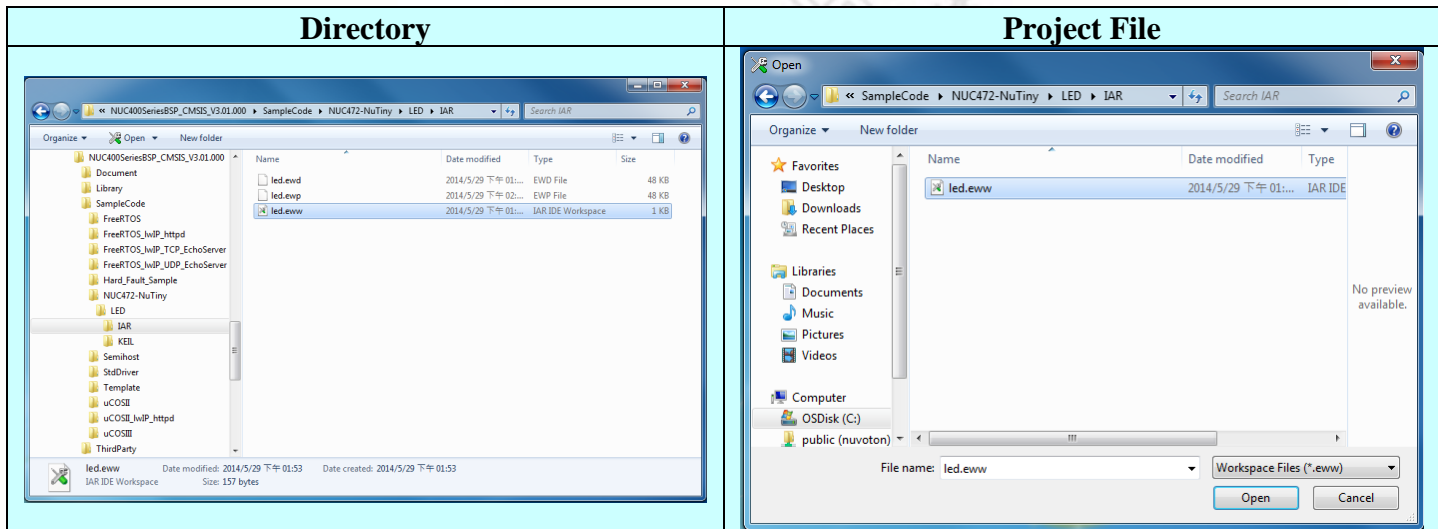 Directory
Project File
« NUC400SeriesBSP_CMSIS_V3.01.000 ▸ SampleCode ▸ NUC472-NuTiny ▸ LED ▸ IAR
Search IAR
Organize ▾ Open ▾ New folder
NUC400SeriesBSP_CMSIS_V3.01.000
Document
Library
SampleCode
FreeRTOS
FreeRTOS_lwIP_httpd
FreeRTOS_lwIP_TCP_EchoServer
FreeRTOS_lwIP_UDP_EchoServer
Hard_Fault_Sample
NUC472-NuTiny
LED
IAR
KEIL
Semihost
StdDriver
Template
uCOSII
uCOSII_lwIP_httpd
uCOSIII
ThirdParty
Name Date modified Type Size
led.ewd 2014/5/29 下午 01:... EWD File 48 KB
led.ewp 2014/5/29 下午 02:... EWP File 48 KB
led.eww 2014/5/29 下午 01:... IAR IDE Workspace 1 KB
led.eww Date modified: 2014/5/29 下午 01:53 Date created: 2014/5/29 下午 01:53
IAR IDE Workspace Size: 157 bytes
Open
« SampleCode ▸ NUC472-NuTiny ▸ LED ▸ IAR
Search IAR
Organize ▾ New folder
Favorites
Desktop
Downloads
Recent Places
Libraries
Documents
Music
Pictures
Videos
Computer
OSDisk (C:)
public (nuvoton)
Name Date modified Type
led.eww 2014/5/29 下午 01:... IAR IDE
No preview
available.
File name: led.eww
Workspace Files (*.eww)
Open Cancel